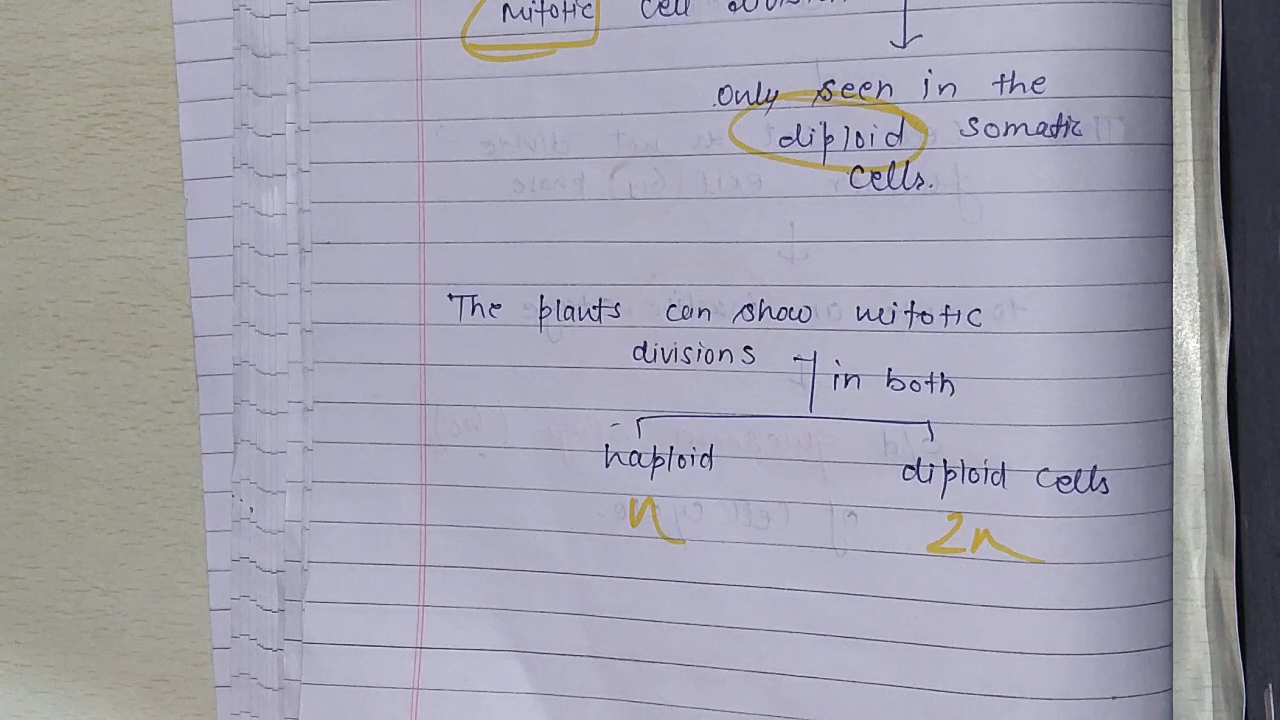 Mitotic cell division
only seen in the
diploid somatic
cells.
The plants can show mitotic
divisions
in both
haploid
diploid cells
n
2n